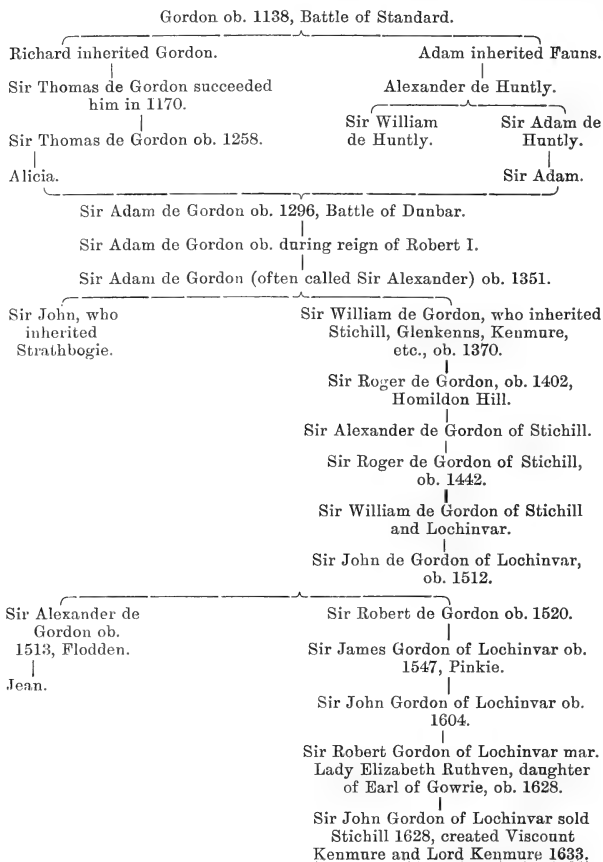 Gordon ob. 1138, Battle of Standard.
Richard inherited Gordon.
Adam inherited Fauns.
Sir Thomas de Gordon succeeded
him in 1170.
Alexander de Huntly.
Sir Thomas de Gordon ob. 1258.
Sir William
de Huntly.
Sir Adam de
Huntly.
Alicia.
Sir Adam.
Sir Adam de Gordon ob. 1296, Battle of Dunbar.
Sir Adam de Gordon ob. during reign of Robert I.
Sir Adam de Gordon (often called Sir Alexander) ob. 1351.
Sir John, who
inherited
Strathbogie.
Sir William de Gordon, who inherited
Stichill, Glenkenns, Kenmure,
etc., ob. 1370.
Sir Roger de Gordon, ob. 1402,
Homildon Hill.
Sir Alexander de Gordon of Stichill.
Sir Roger de Gordon of Stichill,
ob. 1442.
Sir William de Gordon of Stichill
and Lochinvar.
Sir John de Gordon of Lochinvar,
ob. 1512.
Sir Alexander de
Gordon ob.
1513, Flodden.
Jean.
Sir Robert de Gordon ob. 1520.
Sir James Gordon of Lochinvar ob.
1547, Pinkie.
Sir John Gordon of Lochinvar ob.
1604.
Sir Robert Gordon of Lochinvar mar.
Lady Elizabeth Ruthven, daughter
of Earl of Gowrie, ob. 1628.
Sir John Gordon of Lochinvar sold
Stichill 1628, created Viscount
Kenmure and Lord Kenmure 1633.